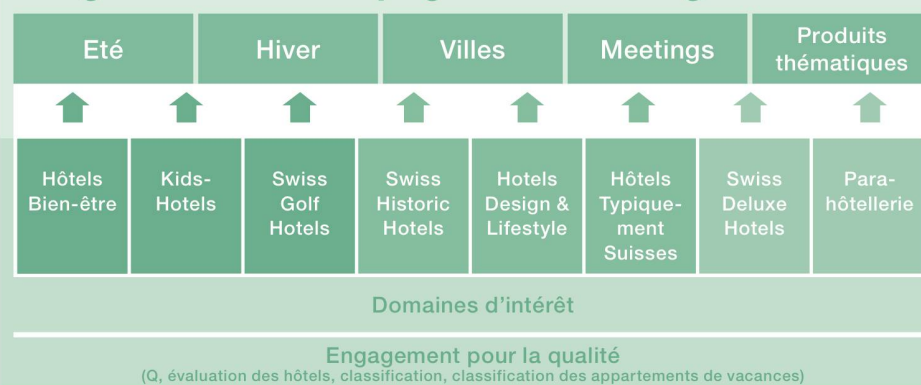 Eté
Hiver
Villes
Meetings
Produits
thématiques
Hôtels
Bien-être
Kids-
Hotels
Swiss
Golf
Hotels
Swiss
Historic
Hotels
Hotels
Design &
Lifestyle
Hôtels
Typique-
ment
Suisses
Swiss
Deluxe
Hotels
Para-
hôtellerie
Domaines d’intérêt
Engagement pour la qualité
(Q, évaluation des hôtels, classification, classification des appartements de vacances)